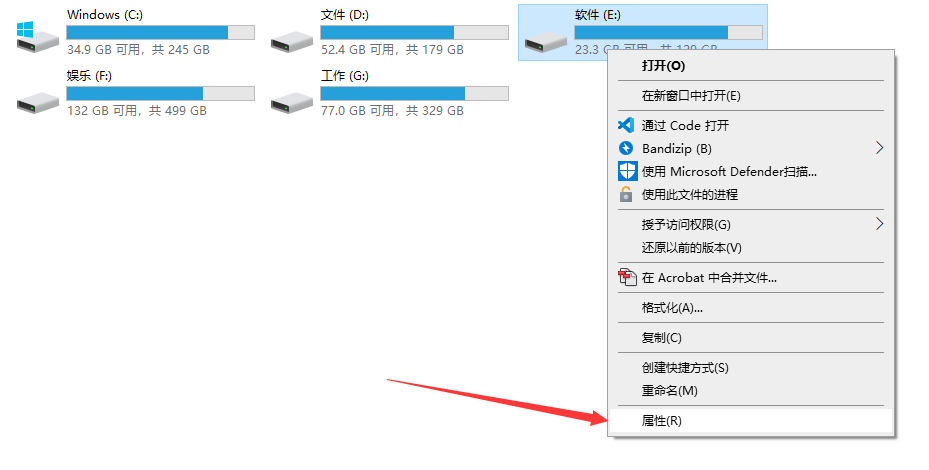 Windows (C:)
34.9 GB 可用，共 245 GB
文件 (D:)
52.4 GB 可用，共 179 GB
软件 (E:)
23.3 GB 可用，共 129 GB
娱乐 (F:)
132 GB 可用，共 499 GB
工作 (G:)
77.0 GB 可用，共 329 GB
打开(O)
在新窗口中打开(E)
通过 Code 打开
Bandizip (B)
使用 Microsoft Defender扫描...
使用此文件的进程
授予访问权限(G)
还原以前的版本(V)
在 Acrobat 中合并文件...
格式化(A)...
复制(C)
创建快捷方式(S)
重命名(M)
属性(R)